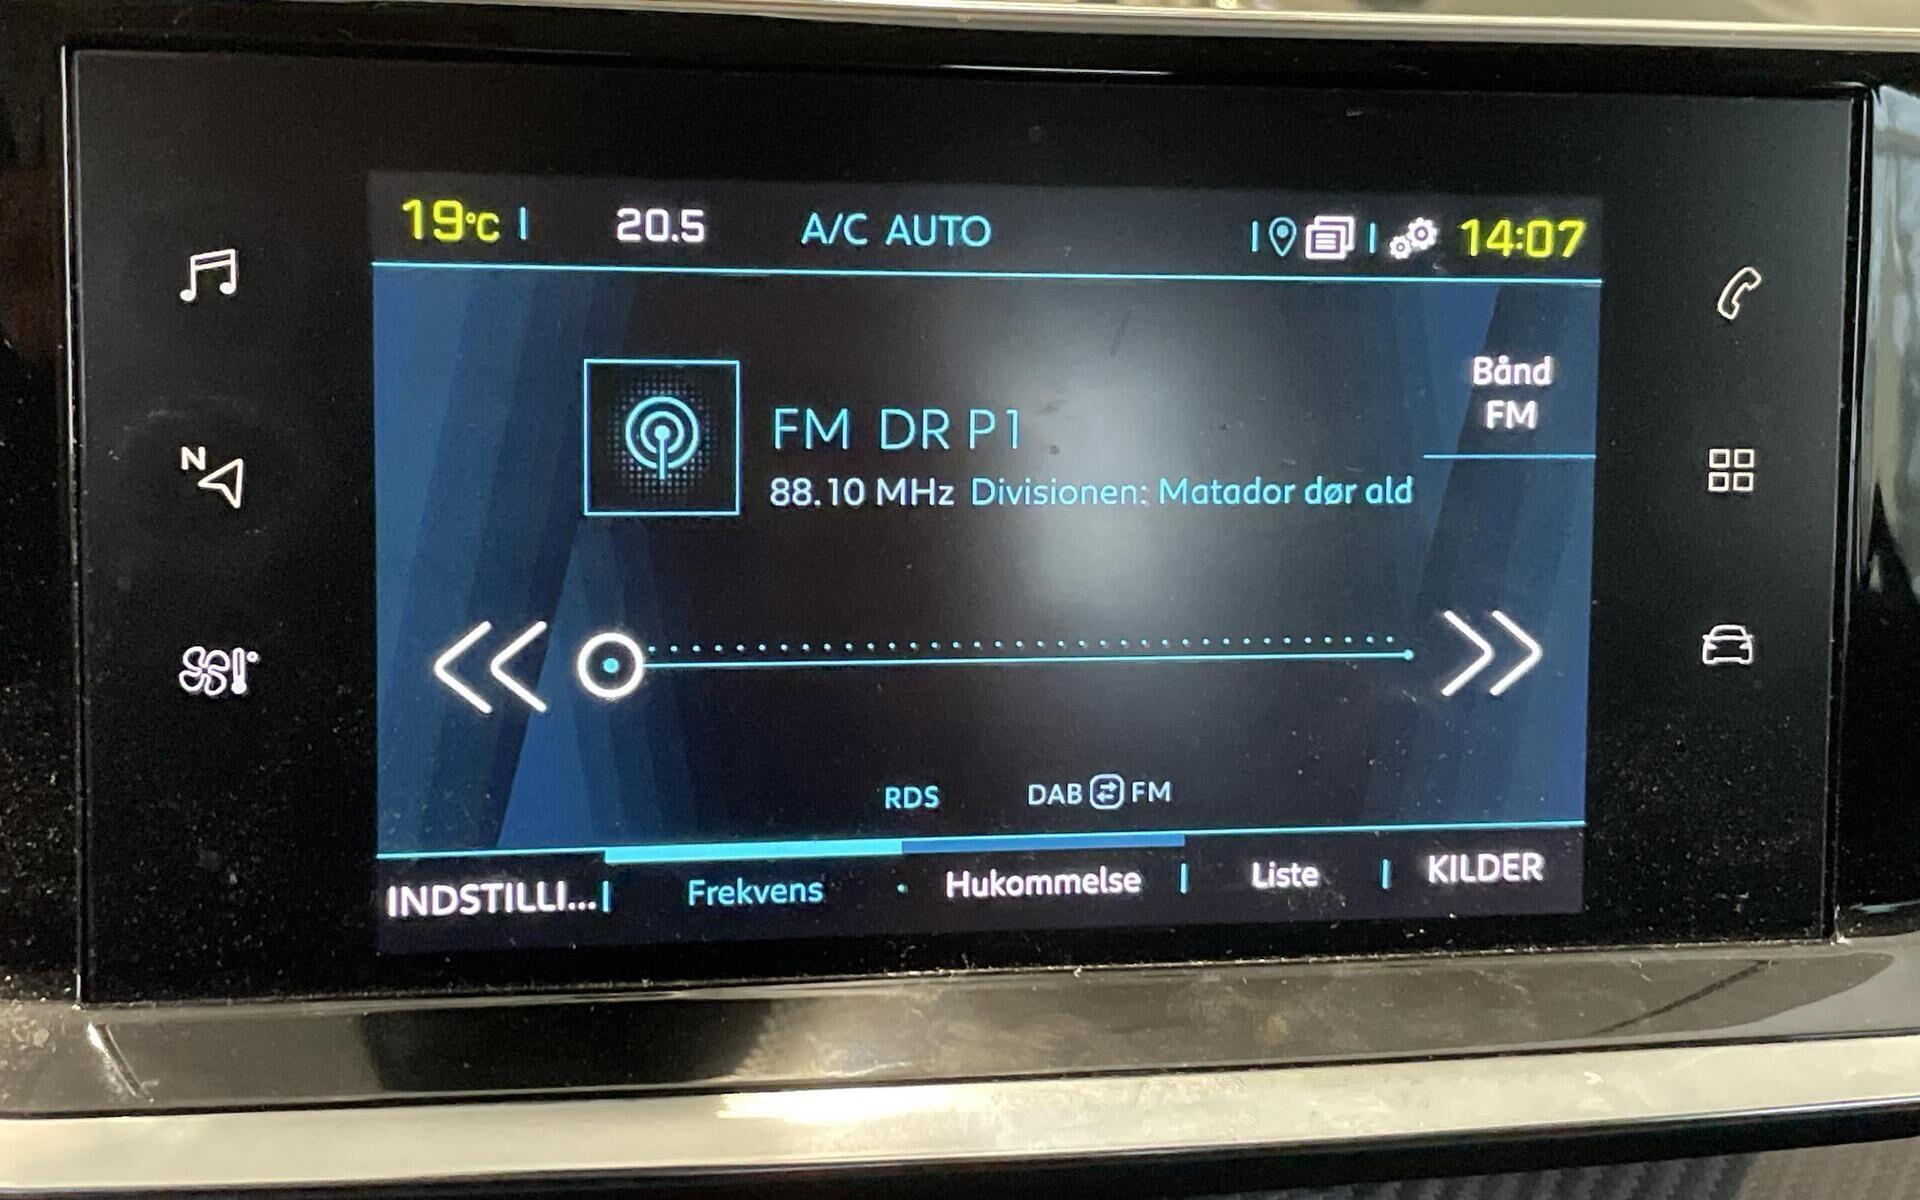 19°C 20.5 A/C AUTO 14:07
N
Bånd
FM
FM DR P1
88.10 MHz Divisionen: Matador dør ald
RDS DAB FM
INDSTILLI... Frekvens Hukommelse Liste KILDER